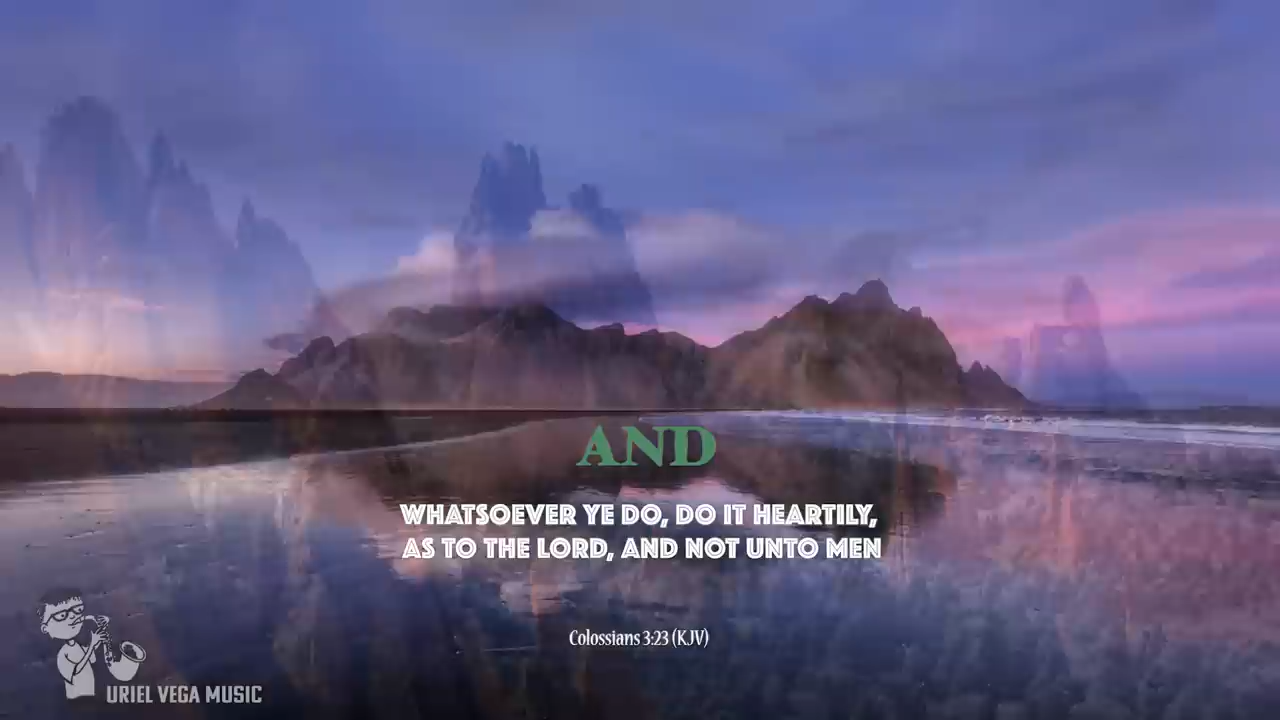 AND
WHATSOEVER YE DO, DO IT HEARTILY,
AS TO THE LORD, AND NOT UNTO MEN
Colossians 3:23 (KJV)
URIEL VEGA MUSIC